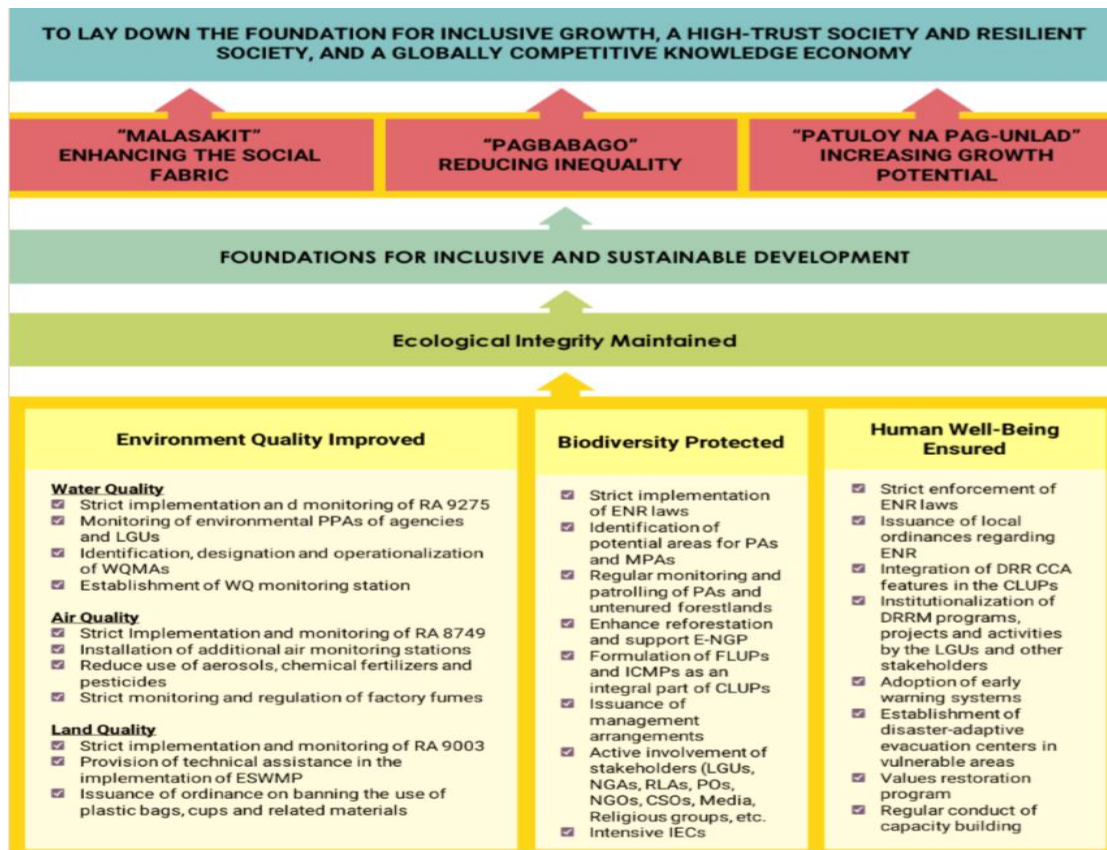 TO LAY DOWN THE FOUNDATION FOR INCLUSIVE GROWTH, A HIGH-TRUST SOCIETY AND RESILIENT
SOCIETY, AND A GLOBALLY COMPETITIVE KNOWLEDGE ECONOMY
“MALASAKIT”
ENHANCING THE SOCIAL
FABRIC
“PAGBABAGO”
REDUCING INEQUALITY
“PATULOY NA PAG-UNLAD”
INCREASING GROWTH
POTENTIAL
FOUNDATIONS FOR INCLUSIVE AND SUSTAINABLE DEVELOPMENT
Ecological Integrity Maintained
Environment Quality Improved
Water Quality
Strict implementation an d monitoring of RA 9275
Monitoring of environmental PPAs of agencies
and LGUs
Identification, designation and operationalization
of WQMAs
Establishment of WQ monitoring station
Air Quality
Strict Implementation and monitoring of RA 8749
Installation of additional air monitoring stations
Reduce use of aerosols, chemical fertilizers and
pesticides
Strict monitoring and regulation of factory fumes
Land Quality
Strict implementation and monitoring of RA 9003
Provision of technical assistance in the
implementation of ESWMP
Issuance of ordinance on banning the use of
plastic bags, cups and related materials
Biodiversity Protected
Strict implementation
of ENR laws
Identification of
potential areas for PAs
and MPAs
Regular monitoring and
patrolling of PAs and
untenured forestlands
Enhance reforestation
and support E-NGP
Formulation of FLUPs
and ICMPs as an
integral part of CLUPs
Issuance of
management
arrangements
Active involvement of
stakeholders (LGUs,
NGAs, RLAs, POs,
NGOs, CSOs, Media,
Religious groups, etc.
Intensive IECs
Human Well-Being
Ensured
Strict enforcement of
ENR laws
Issuance of local
ordinances regarding
ENR
Integration of DRR CCA
features in the CLUPs
Institutionalization of
DRRM programs,
projects and activities
by the LGUs and other
stakeholders
Adoption of early
warning systems
Establishment of
disaster-adaptive
evacuation centers in
vulnerable areas
Values restoration
program
Regular conduct of
capacity building